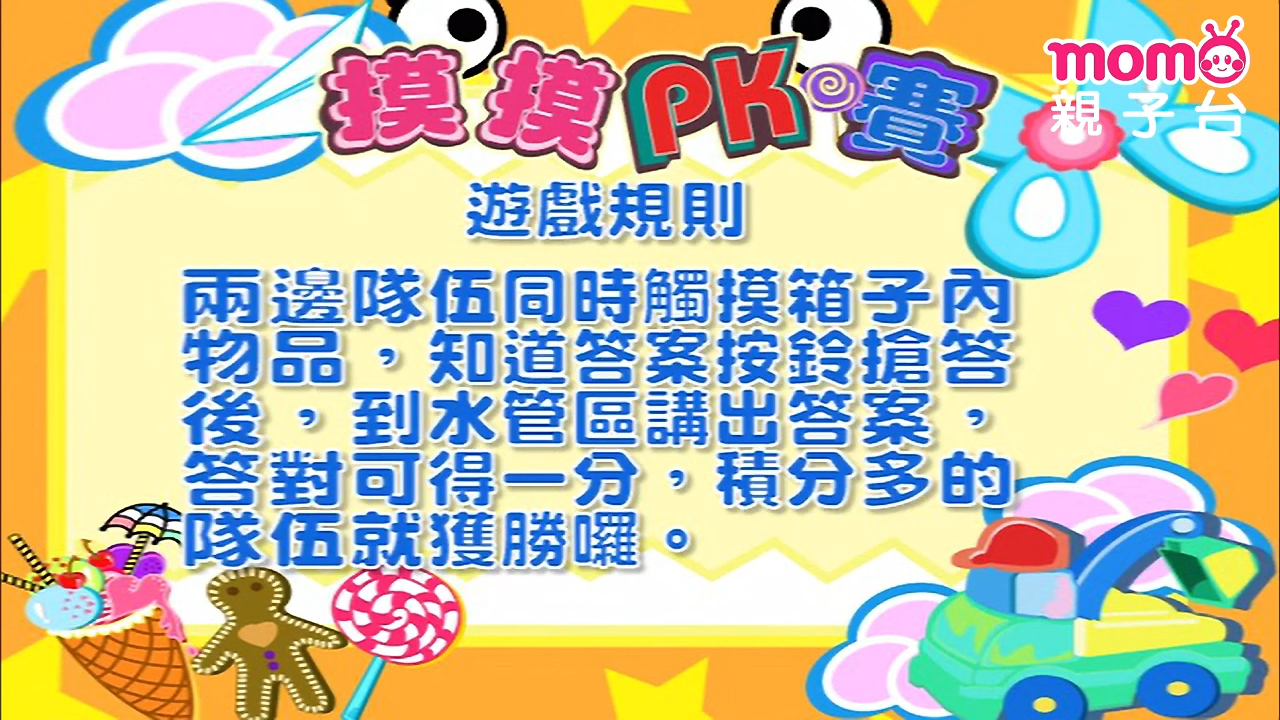 摸摸PK賽
momo
親子台
遊戲規則
兩邊隊伍同時觸摸箱子內
物品，知道答案按鈴搶答
後，到水管區講出答案，
答對可得一分，積分多的
隊伍就獲勝囉。